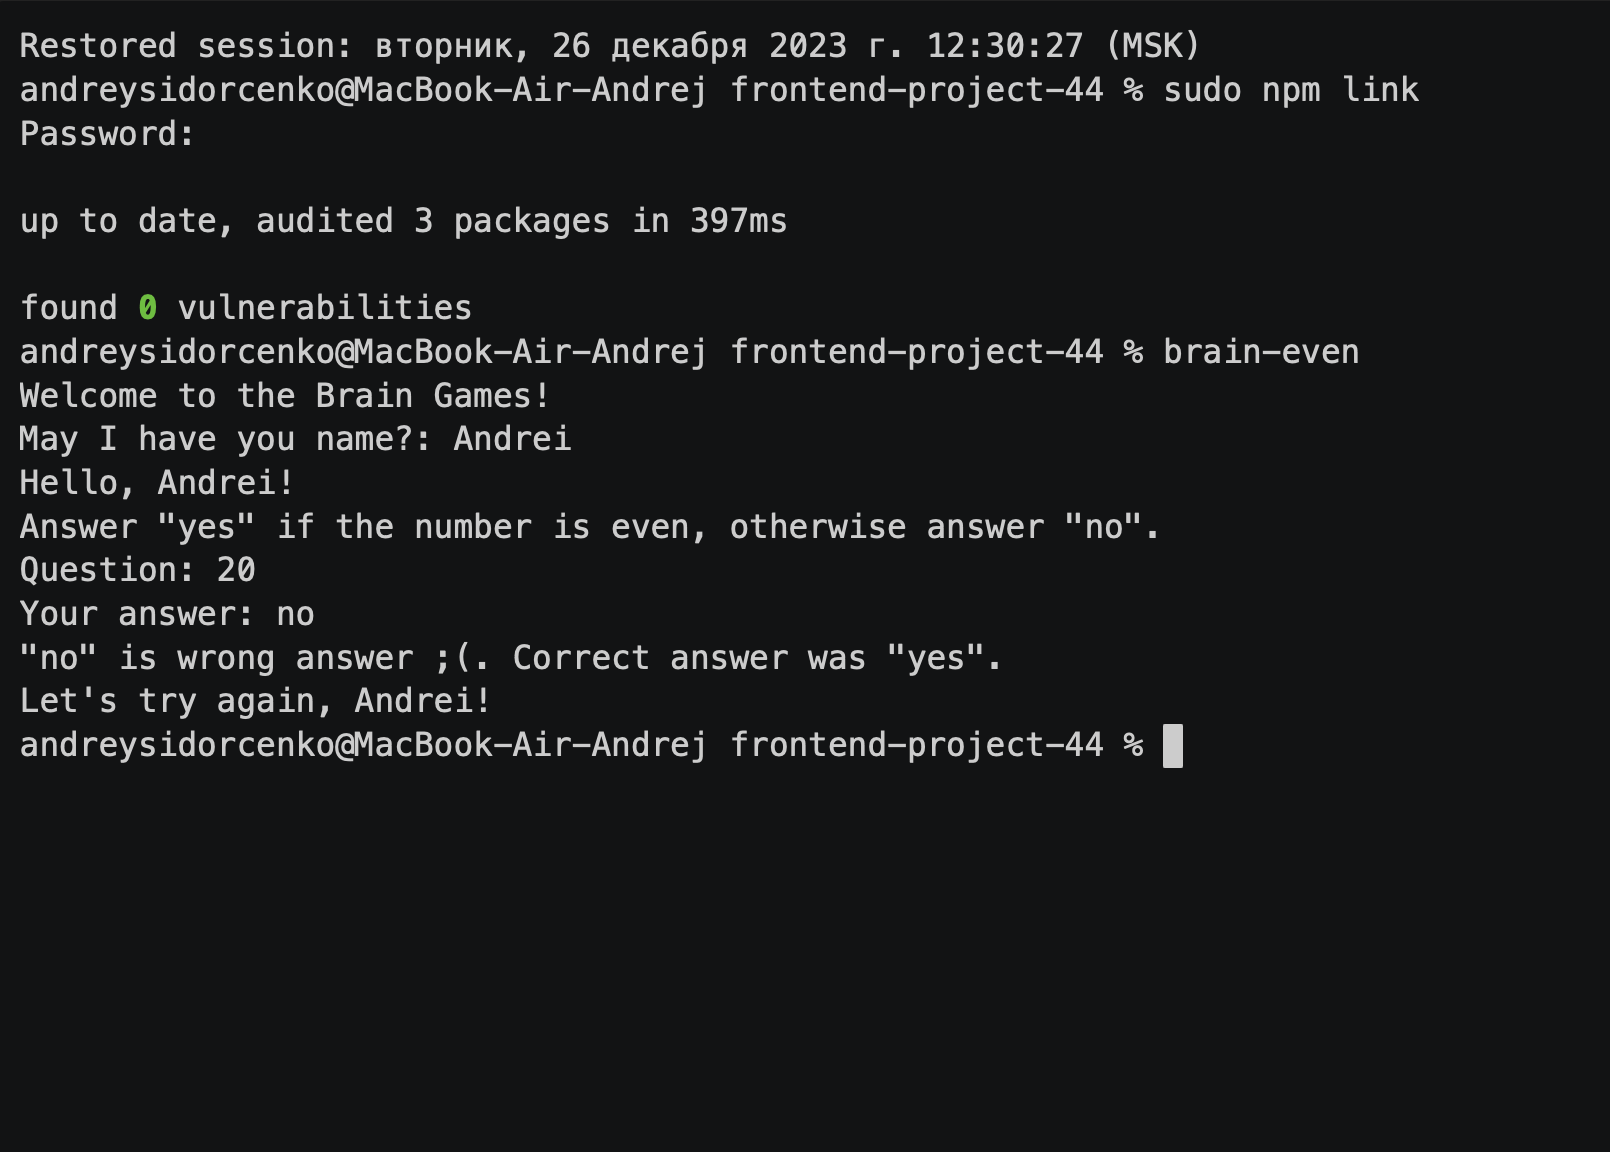 Restored session: вторник, 26 декабря 2023 г. 12:30:27 (MSK)
andreysidorcenko@MacBook-Air-Andrej frontend-project-44 % sudo npm link
Password:
up to date, audited 3 packages in 397ms
found 0 vulnerabilities
andreysidorcenko@MacBook-Air-Andrej frontend-project-44 % brain-even
Welcome to the Brain Games!
May I have you name?: Andrei
Hello, Andrei!
Answer "yes" if the number is even, otherwise answer "no".
Question: 20
Your answer: no
"no" is wrong answer ;(. Correct answer was "yes".
Let's try again, Andrei!
andreysidorcenko@MacBook-Air-Andrej frontend-project-44 %